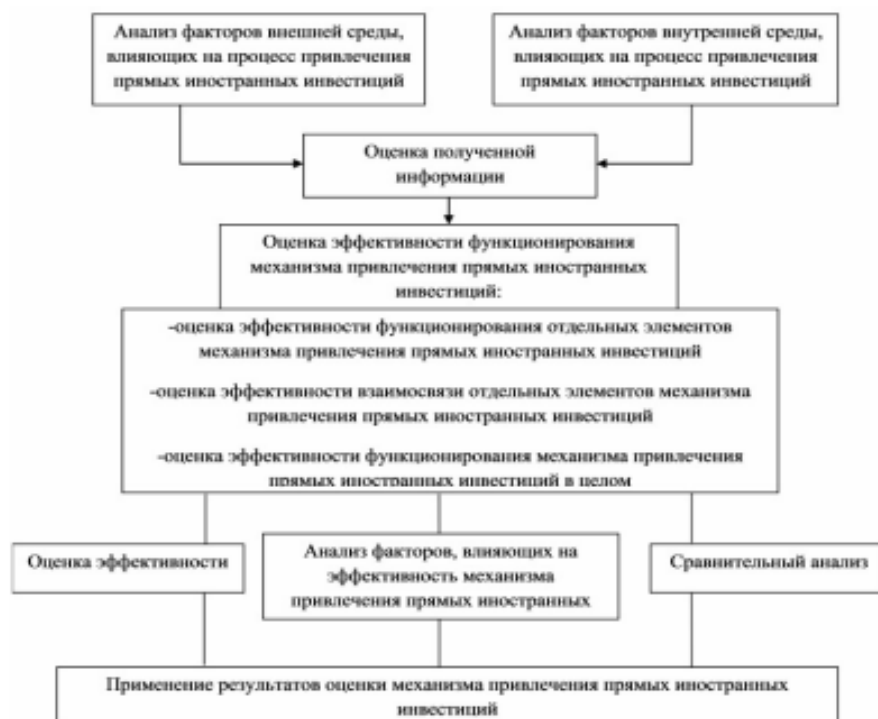 Анализ факторов внешней среды,
влияющих на процесс привлечения
прямых иностранных инвестиций
Анализ факторов внутренней среды,
влияющих на процесс привлечения
прямых иностранных инвестиций
Оценка полученной
информации
Оценка эффективности функционирования
механизма привлечения прямых иностранных
инвестиций:
-оценка эффективности функционирования отдельных элементов
механизма привлечения прямых иностранных инвестиций
-оценка эффективности взаимосвязи отдельных элементов механизма
привлечения прямых иностранных инвестиций
-оценка эффективности функционирования механизма привлечения
прямых иностранных инвестиций в целом
Оценка эффективности
Анализ факторов, влияющих на
эффективность механизма
привлечения прямых иностранных
Сравнительный анализ
Применение результатов оценки механизма привлечения прямых иностранных
инвестиций